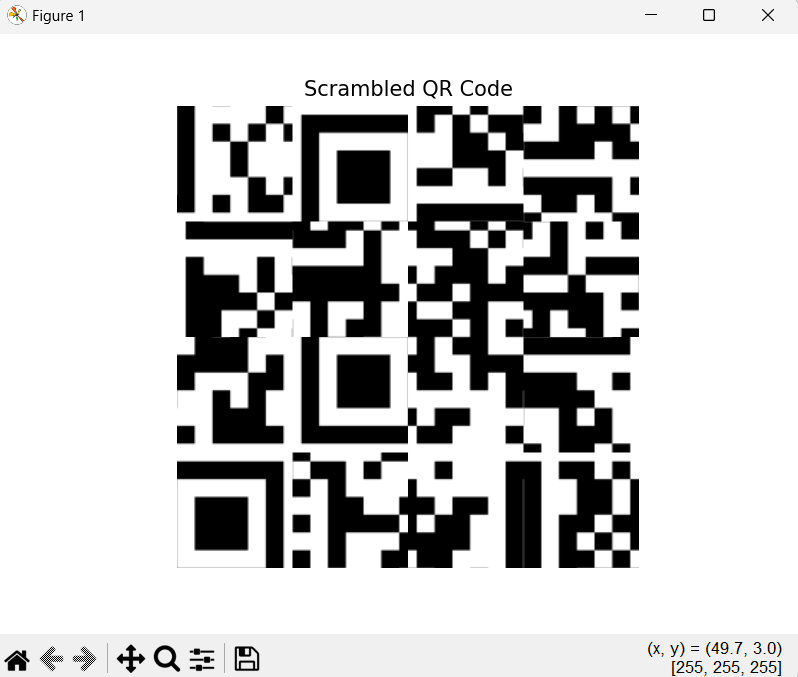 Figure 1
Scrambled QR Code
(x, y) = (49.7, 3.0)
[255, 255, 255]